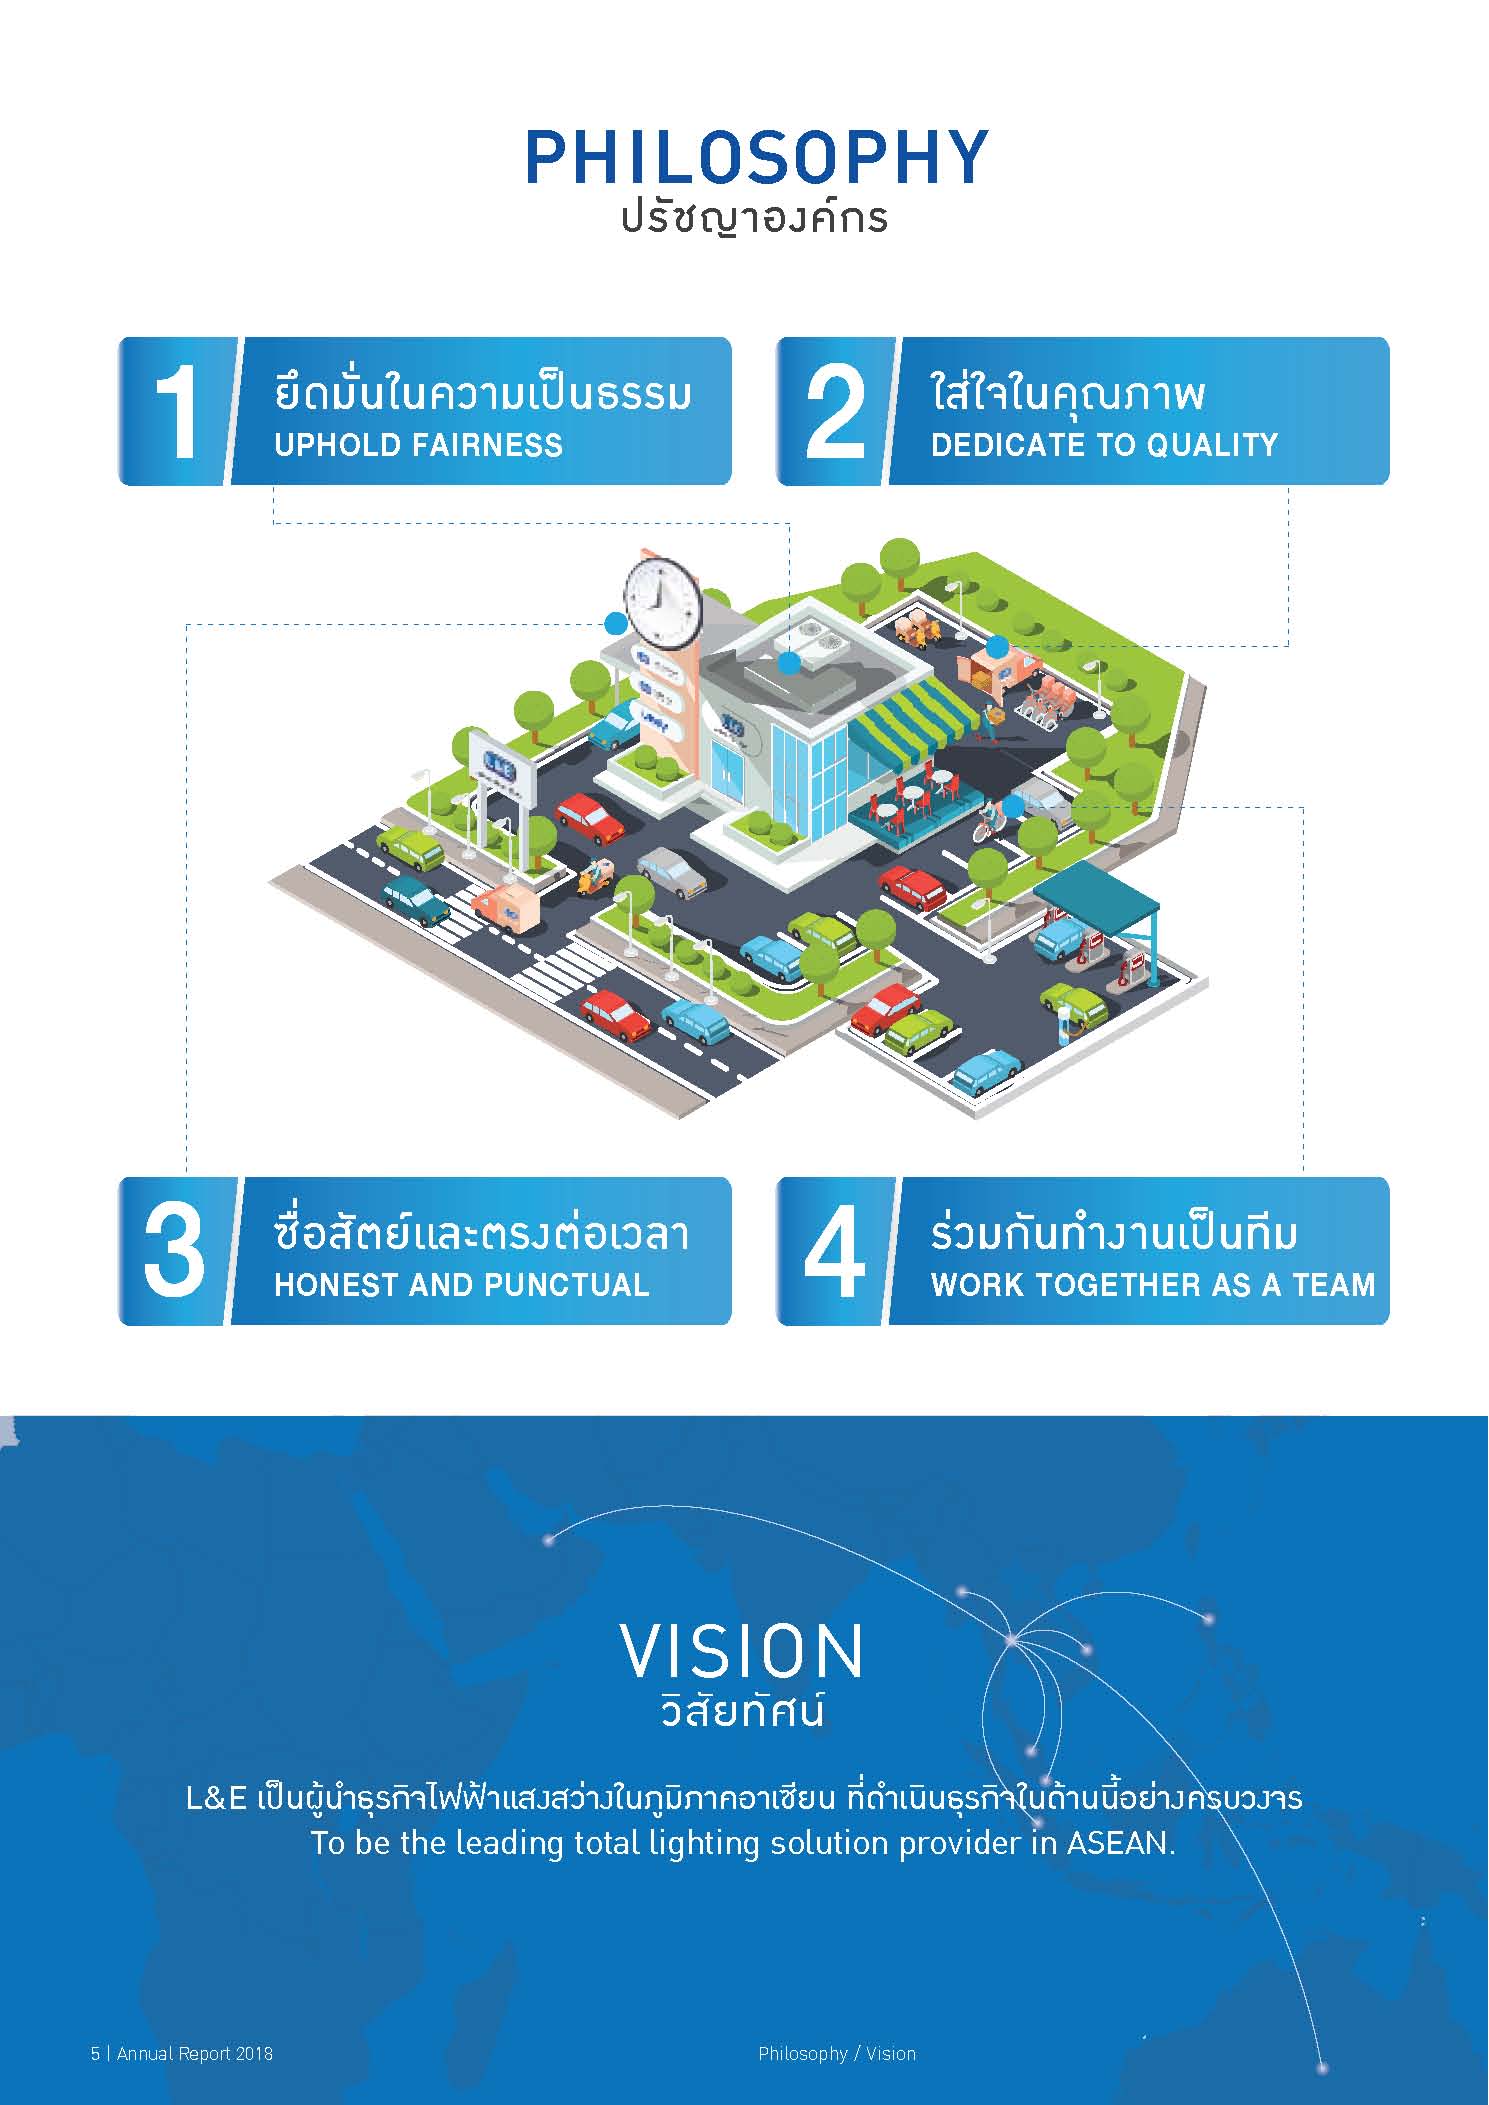 PHILOSOPHY
ปรัชญาองค์กร
1
ยึดมั่นในความเป็นธรรม
UPHOLD FAIRNESS
2
ใส่ใจในคุณภาพ
DEDICATE TO QUALITY
L&E
3
ซื่อสัตย์และตรงต่อเวลา
HONEST AND PUNCTUAL
4
ร่วมกันทำงานเป็นทีม
WORK TOGETHER AS A TEAM
VISION
วิสัยทัศน์
L&E เป็นผู้นำธุรกิจไฟฟ้าแสงสว่างในภูมิภาคอาเซียน ที่ดำเนินธุรกิจในด้านนี้อย่างครบวงจร
To be the leading total lighting solution provider in ASEAN.
5 | Annual Report 2018
Philosophy / Vision